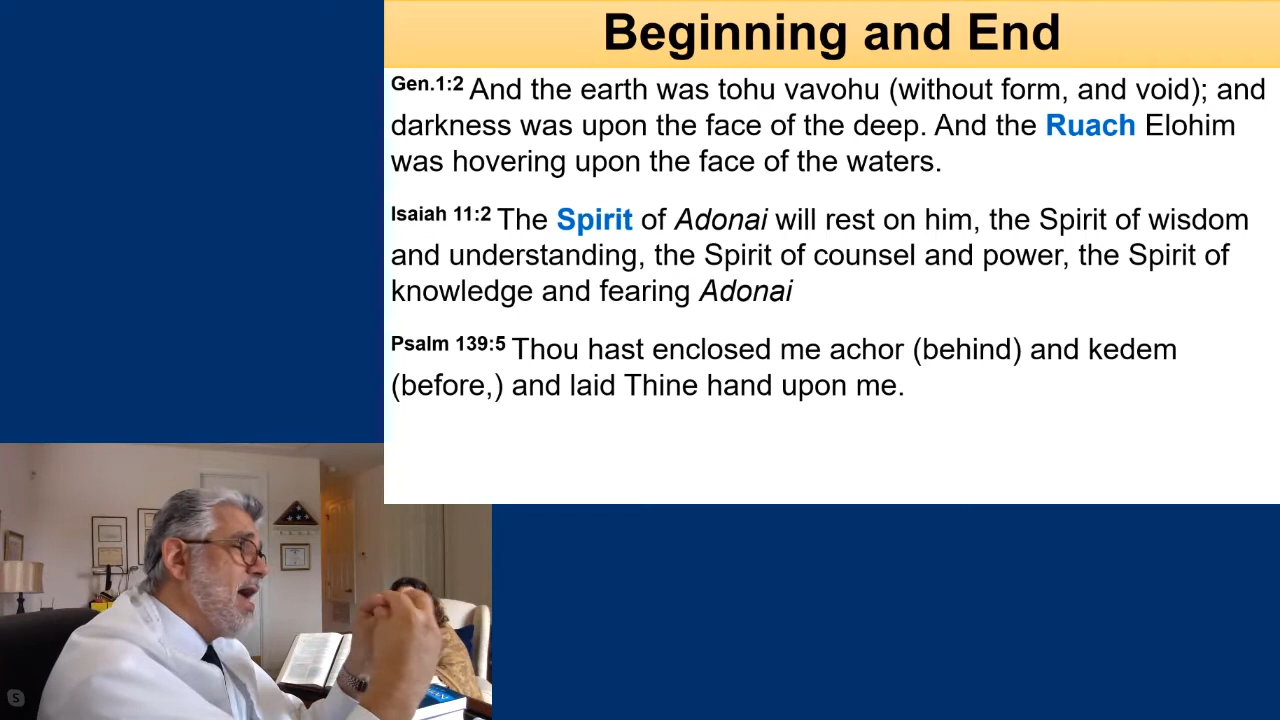 Beginning and End
Gen.1:2 And the earth was tohu vavohu (without form, and void); and
darkness was upon the face of the deep. And the Ruach Elohim
was hovering upon the face of the waters.
Isaiah 11:2 The Spirit of Adonai will rest on him, the Spirit of wisdom
and understanding, the Spirit of counsel and power, the Spirit of
knowledge and fearing Adonai
Psalm 139:5 Thou hast enclosed me achor (behind) and kedem
(before,) and laid Thine hand upon me.